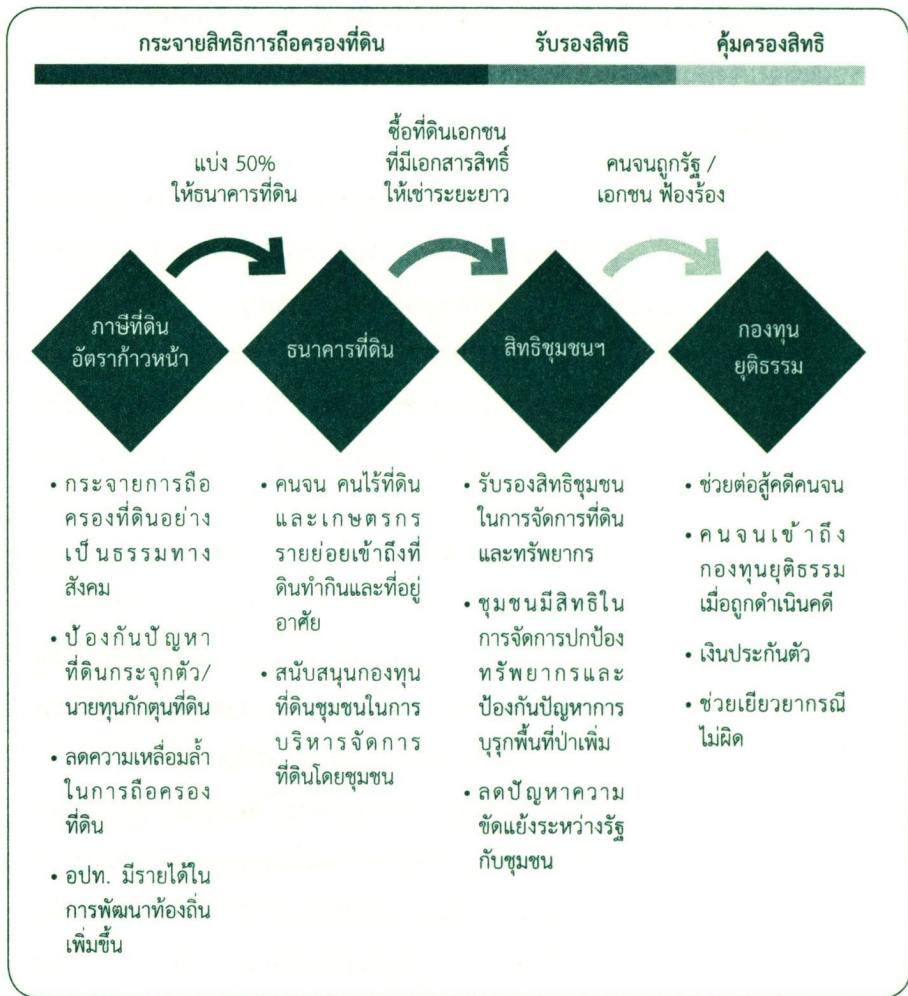 กระจายสิทธิการถือครองที่ดิน
รับรองสิทธิ
คุ้มครองสิทธิ
แบ่ง 50%
ให้ธนาคารที่ดิน
ซื้อที่ดินเอกชน
ที่มีเอกสารสิทธิ์
ให้เช่าระยะยาว
คนจนถูกรัฐ /
เอกชน ฟ้องร้อง
ภาษีที่ดิน
อัตราก้าวหน้า
ธนาคารที่ดิน
สิทธิชุมชนฯ
กองทุน
ยุติธรรม
• กระจายการถือ
ครองที่ดินอย่าง
เป็นธรรมทาง
สังคม
• ป้องกันปัญหา
ที่ดินกระจุกตัว/
นายทุนกักตุนที่ดิน
• ลดความเหลื่อมล้ำ
ในการถือครอง
ที่ดิน
• อปท. มีรายได้ใน
การพัฒนาท้องถิ่น
เพิ่มขึ้น
• คนจน คนไร้ที่ดิน
และเกษตรกร
รายย่อยเข้าถึงที่
ดินทำกินและที่อยู่
อาศัย
• สนับสนุนกองทุน
ที่ดินชุมชนในการ
บริหารจัดการ
ที่ดินโดยชุมชน
• รับรองสิทธิชุมชน
ในการจัดการที่ดิน
และทรัพยากร
• ชุมชนมีสิทธิใน
การจัดการปกป้อง
ทรัพยากรและ
ป้องกันปัญหาการ
บุรุกพื้นที่ป่าเพิ่ม
• ลดปัญหาความ
ขัดแย้งระหว่างรัฐ
กับชุมชน
• ช่วยต่อสู้คดีคนจน
• คนจนเข้าถึง
กองทุนยุติธรรม
เมื่อถูกดำเนินคดี
• เงินประกันตัว
• ช่วยเยียวยากรณี
ไม่ผิด